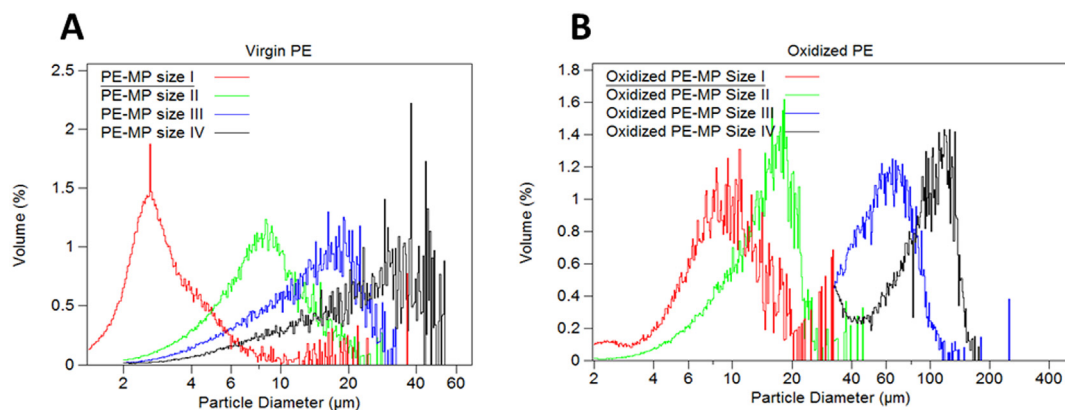 A
Virgin PE
PE-MP size I
PE-MP size II
PE-MP size III
PE-MP size IV
2.5
2
1.5
1
0.5
0
Volume (%)
2 4 6 10 20 40 60
Particle Diameter (µm)
B
Oxidized PE
Oxidized PE-MP Size I
Oxidized PE-MP Size II
Oxidized PE-MP Size III
Oxidized PE-MP Size IV
1.8
1.6
1.4
1.2
1
0.8
0.6
0.4
0.2
0
Volume (%)
2 4 6 10 20 40 60 100 200 400
Particle Diameter (µm)